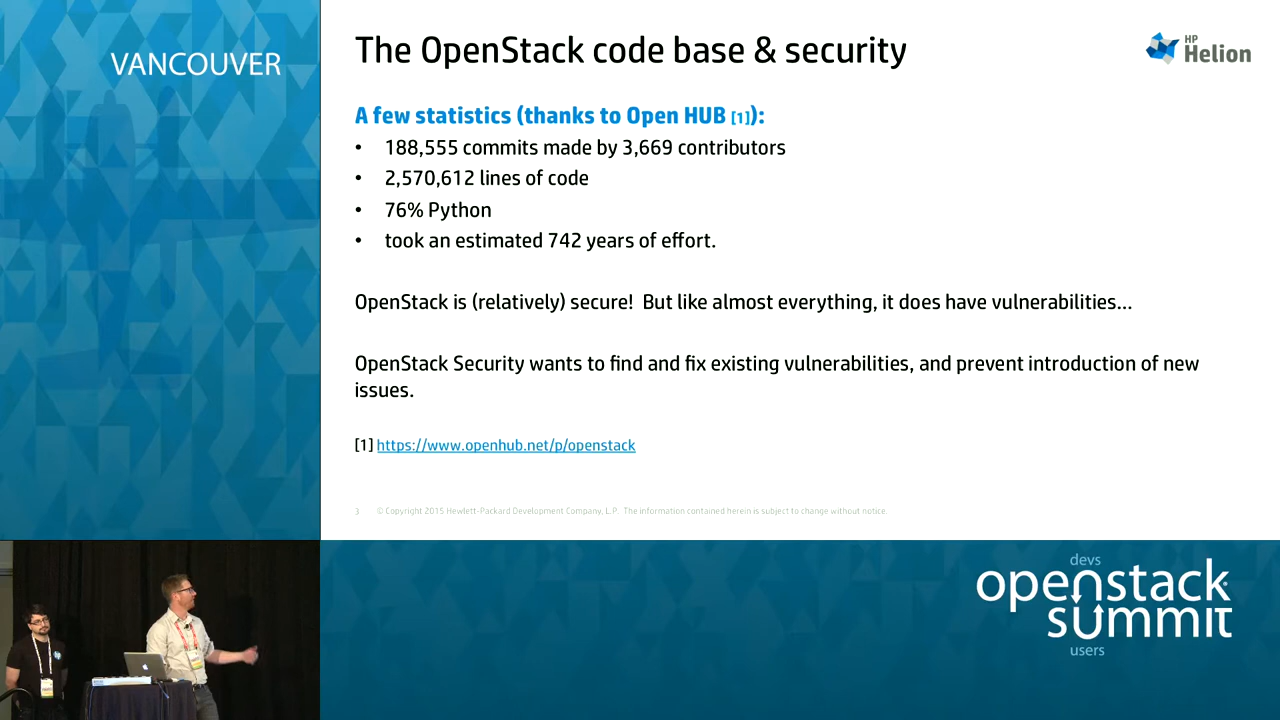 VANCOUVER
The OpenStack code base & security
HP
Helion
A few statistics (thanks to Open HUB [1]):
• 188,555 commits made by 3,669 contributors
• 2,570,612 lines of code
• 76% Python
• took an estimated 742 years of effort.
OpenStack is (relatively) secure! But like almost everything, it does have vulnerabilities...
OpenStack Security wants to find and fix existing vulnerabilities, and prevent introduction of new
issues.
[1] https://www.openhub.net/p/openstack
3 © Copyright 2015 Hewlett-Packard Development Company, L.P. The information contained herein is subject to change without notice.
devs
openstack
summit
users